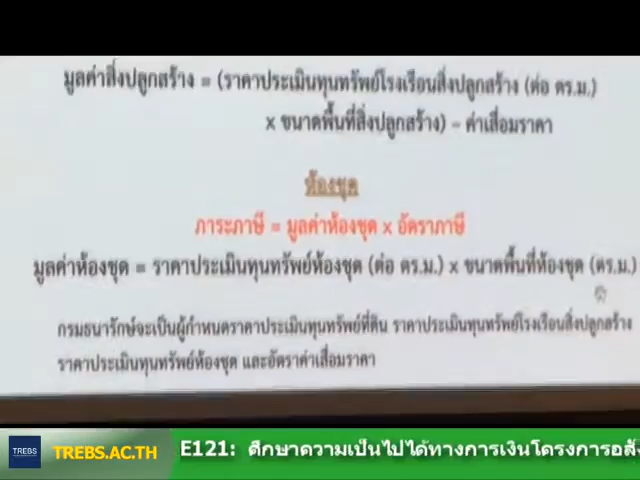 มูลค่าสิ่งปลูกสร้าง = (ราคาประเมินทุนทรัพย์โรงเรือนสิ่งปลูกสร้าง (ต่อ ตร.ม.)
x ขนาดพื้นที่สิ่งปลูกสร้าง) – ค่าเสื่อมราคา
ห้องชุด
ภาระภาษี = มูลค่าห้องชุด x อัตราภาษี
มูลค่าห้องชุด = ราคาประเมินทุนทรัพย์ห้องชุด (ต่อ ตร.ม.) x ขนาดพื้นที่ห้องชุด (ตร.ม.)
กรมธนารักษ์จะเป็นผู้กำหนดราคาประเมินทุนทรัพย์ที่ดิน ราคาประเมินทุนทรัพย์โรงเรือนสิ่งปลูกสร้าง
ราคาประเมินทุนทรัพย์ห้องชุด และอัตราค่าเสื่อมราคา
TREBS
TREBS.AC.TH
E121: ศึกษาความเป็นไปได้ทางการเงินโครงการอสัง